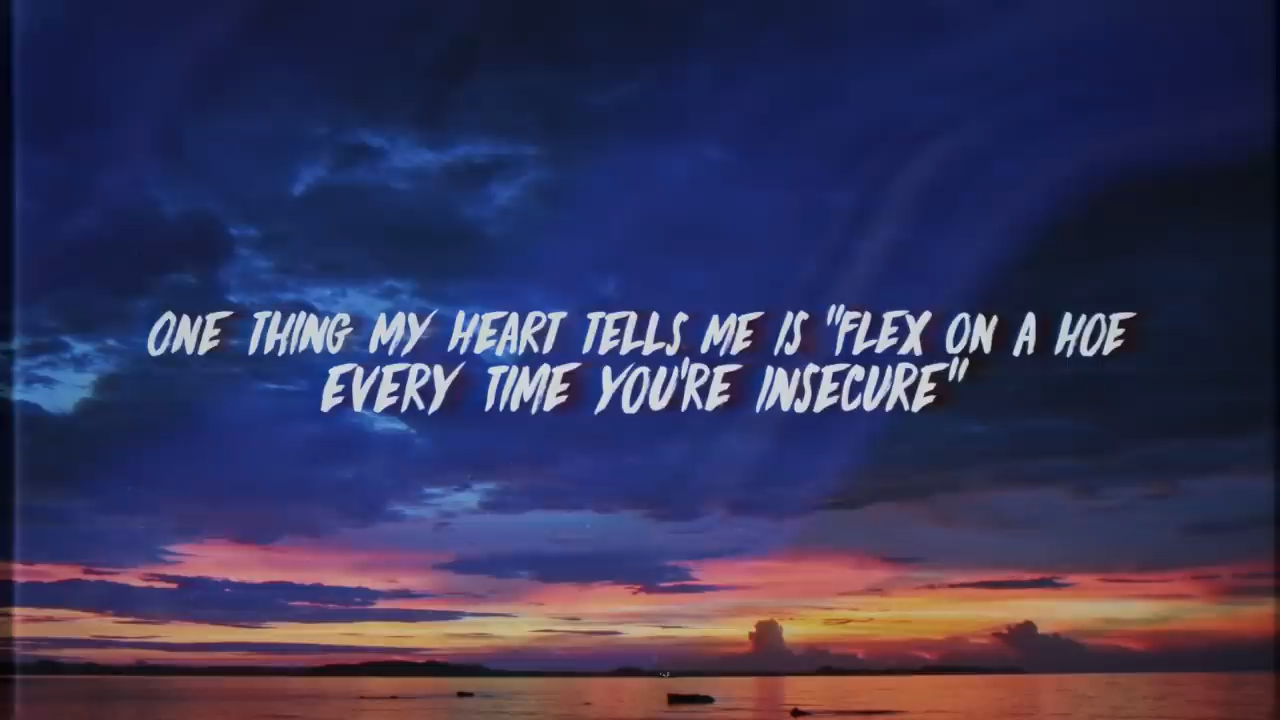 ONE THING MY HEART TELLS ME IS "FLEX ON A HOE
EVERY TIME YOU'RE INSECURE"